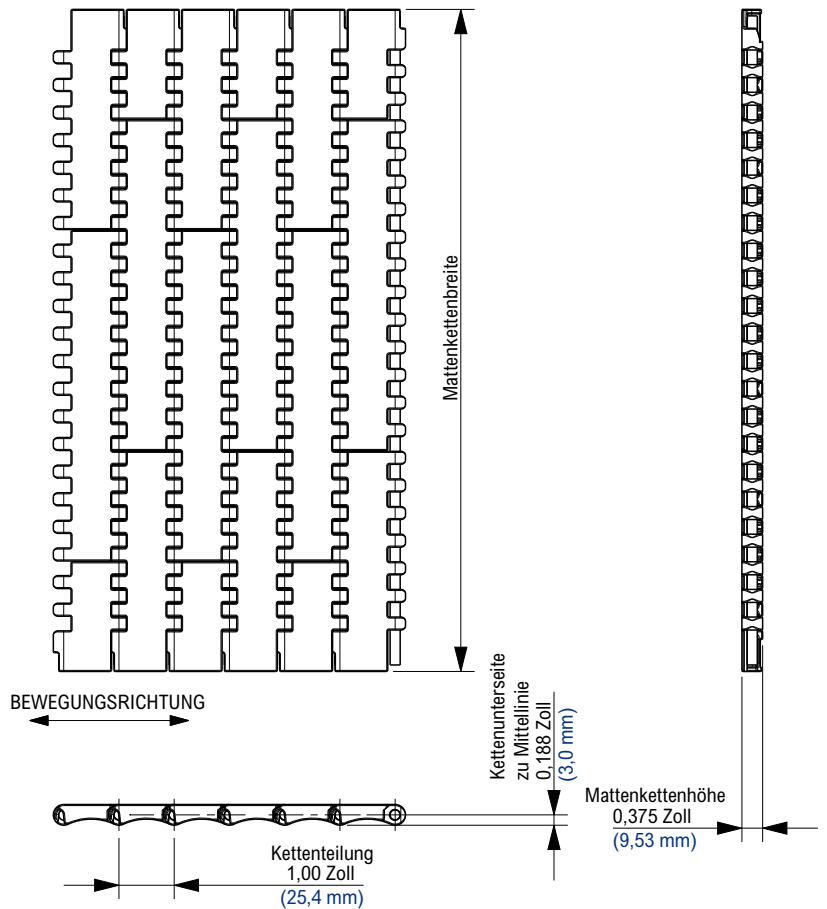 Mattenkettenbreite
BEWEGUNGSRICHTUNG
Kettenunterseite
zu Mittellinie
0,188 Zoll
(3,0 mm)
Mattenkettenhöhe
0,375 Zoll
(9,53 mm)
Kettenteilung
1,00 Zoll
(25,4 mm)